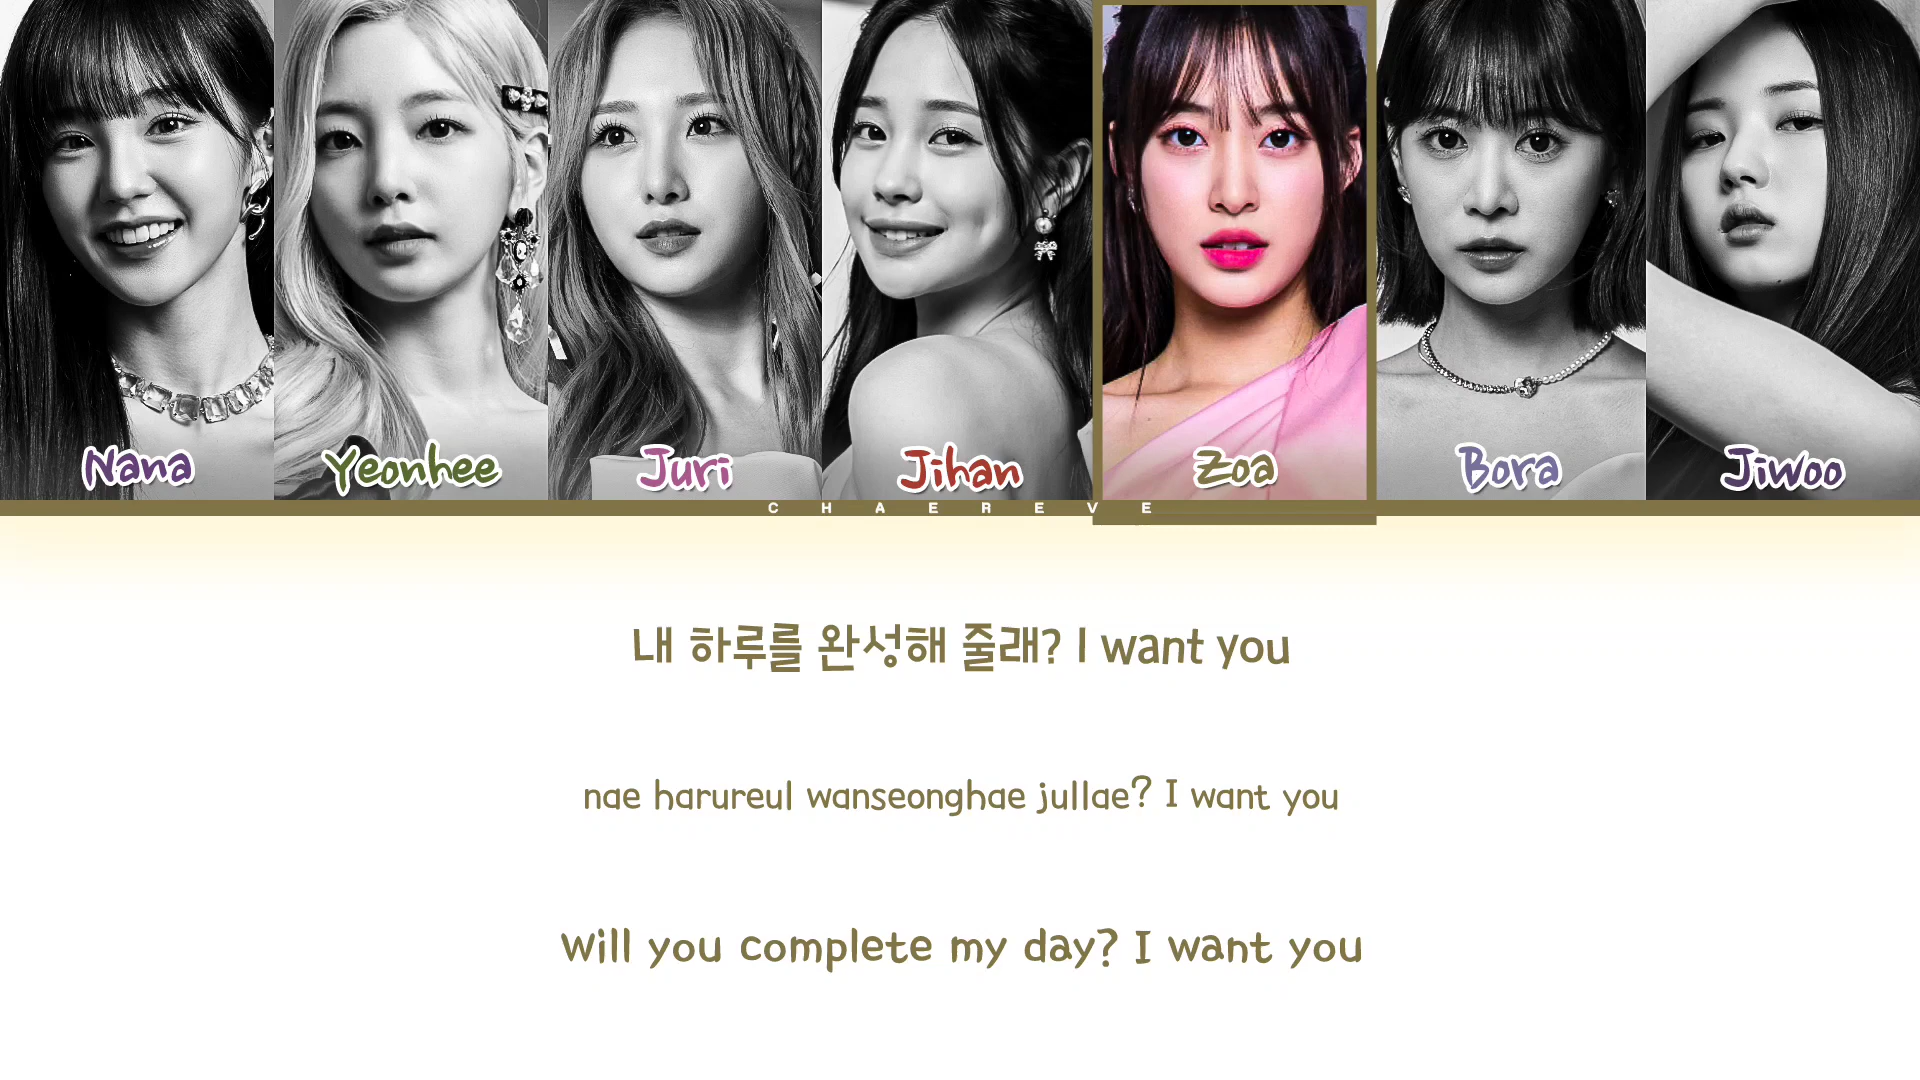 Nana Yeonhee Juri Jihan Zoa Bora Jiwoo
CHAEREVE
내 하루를 완성해 줄래? I want you
nae harureul wanseonghae jullae? I want you
Will you complete my day? I want you